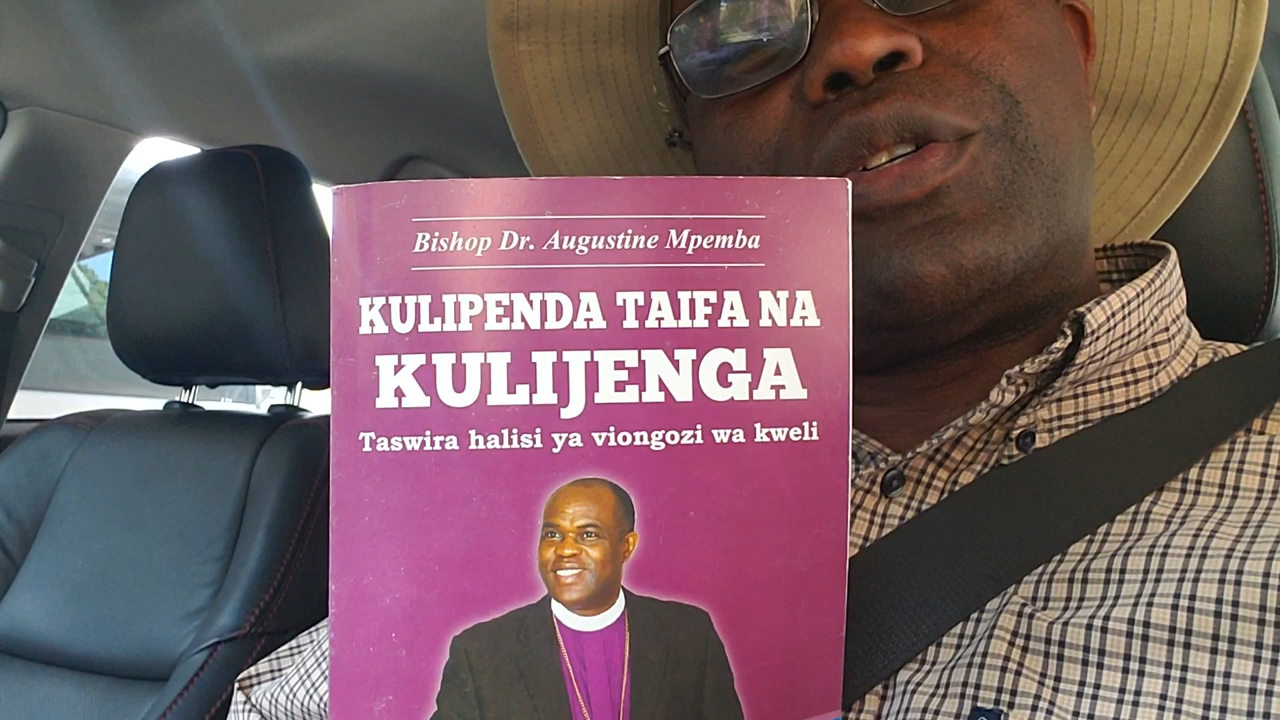 Bishop Dr. Augustine Mpemba
KULIPENDA TAIFA NA
KULIJENGA
Taswira halisi ya viongozi wa kweli